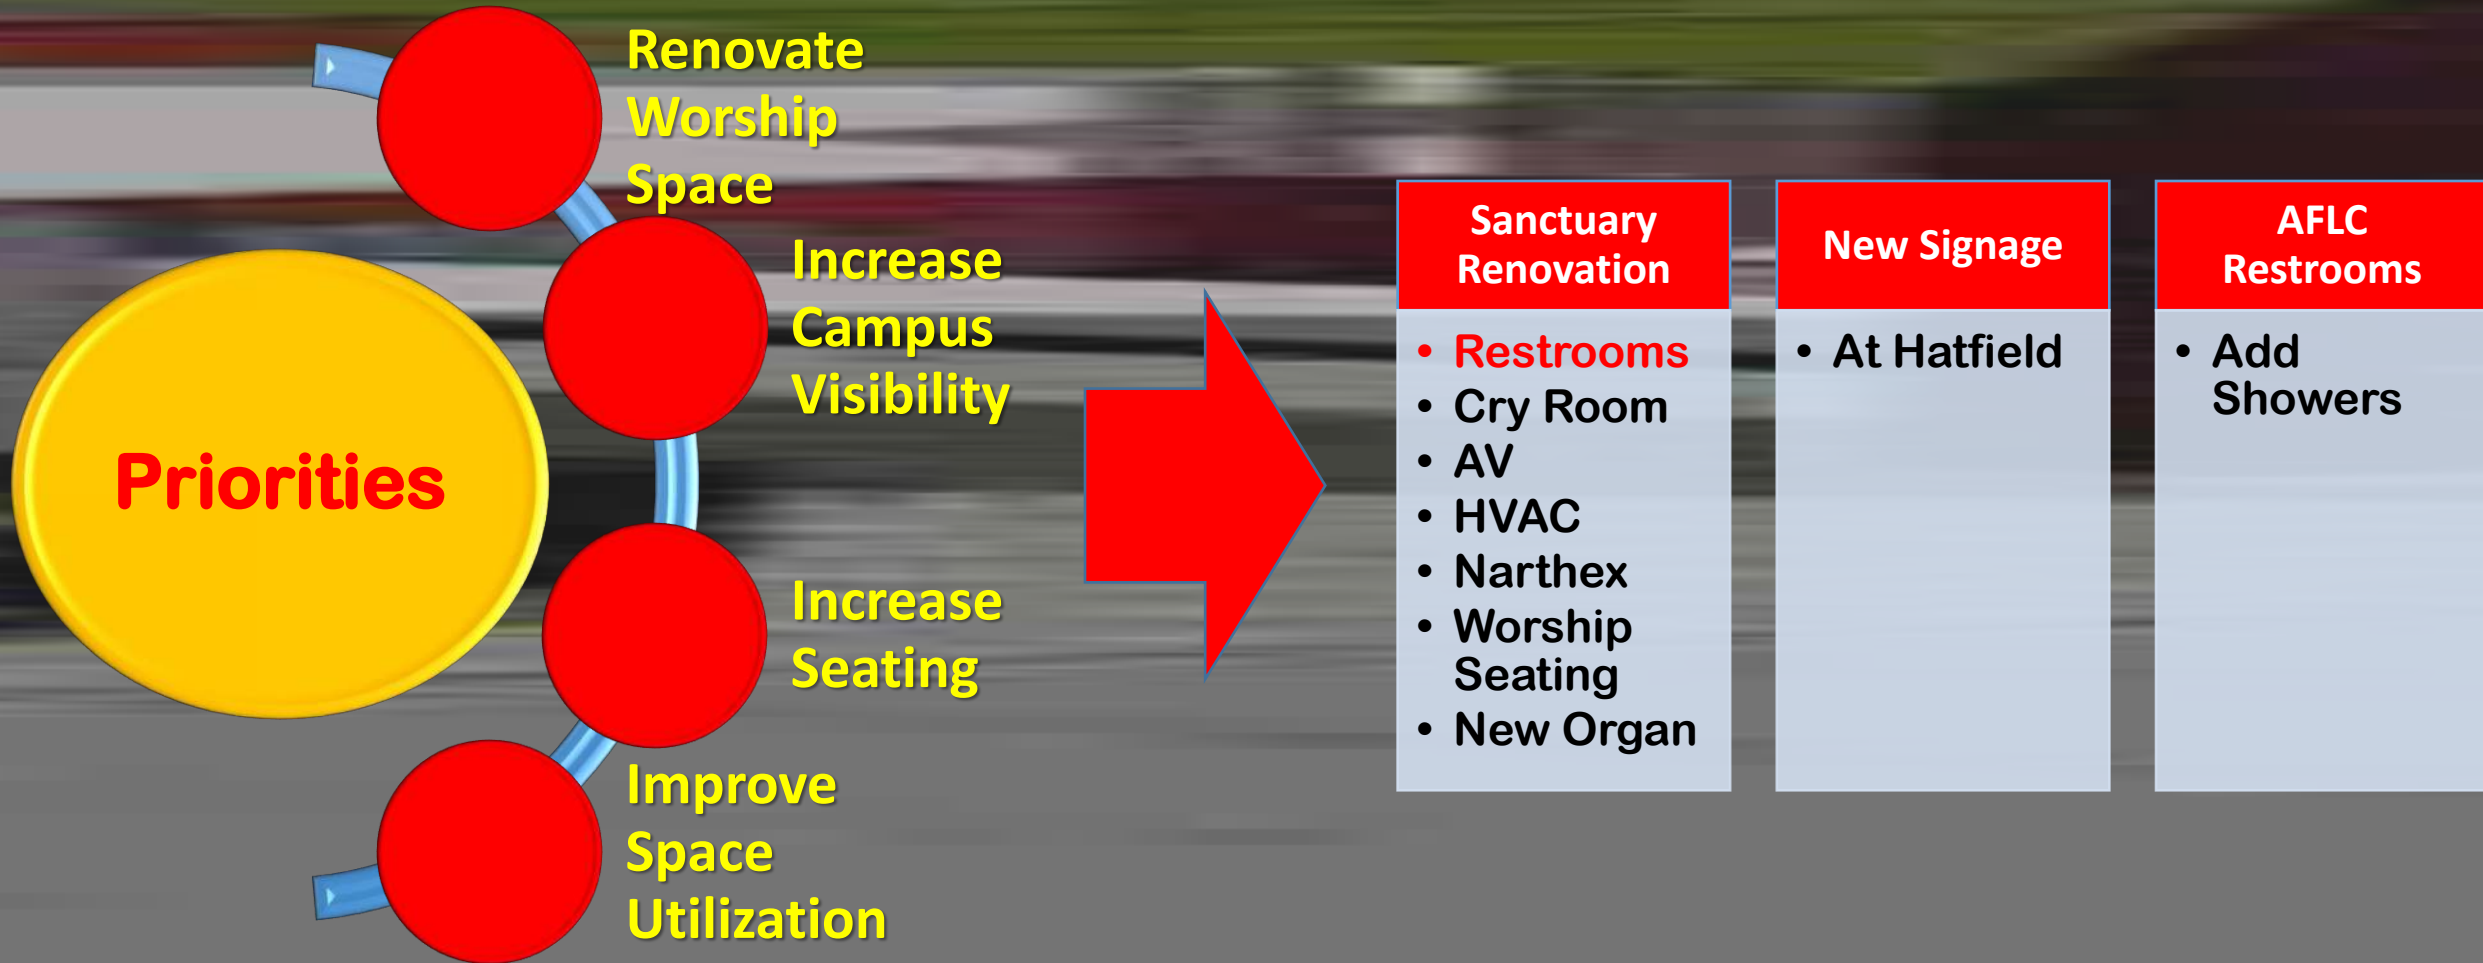 Priorities
Renovate
Worship
Space
Increase
Campus
Visibility
Increase
Seating
Improve
Space
Utilization
Sanctuary
Renovation
• Restrooms
• Cry Room
• AV
• HVAC
• Narthex
• Worship
Seating
• New Organ
New Signage
• At Hatfield
AFLC
Restrooms
• Add
Showers